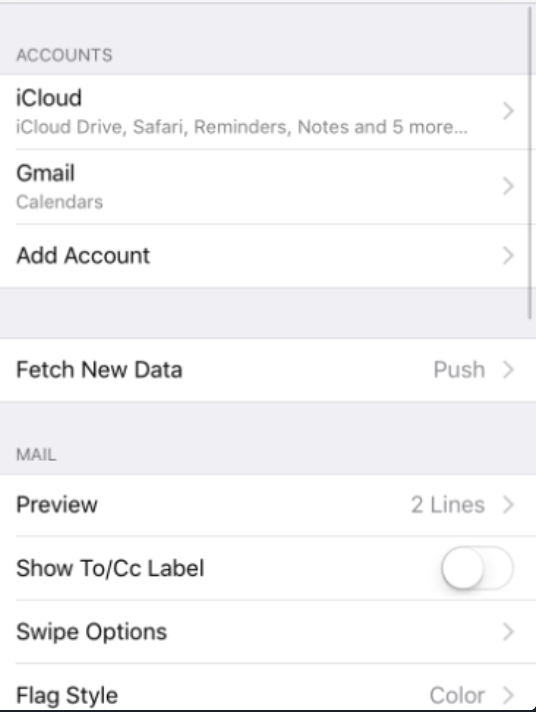 ACCOUNTS
iCloud
iCloud Drive, Safari, Reminders, Notes and 5 more...
Gmail
Calendars
Add Account
Fetch New Data Push
MAIL
Preview 2 Lines
Show To/Cc Label
Swipe Options
Flag Style Color